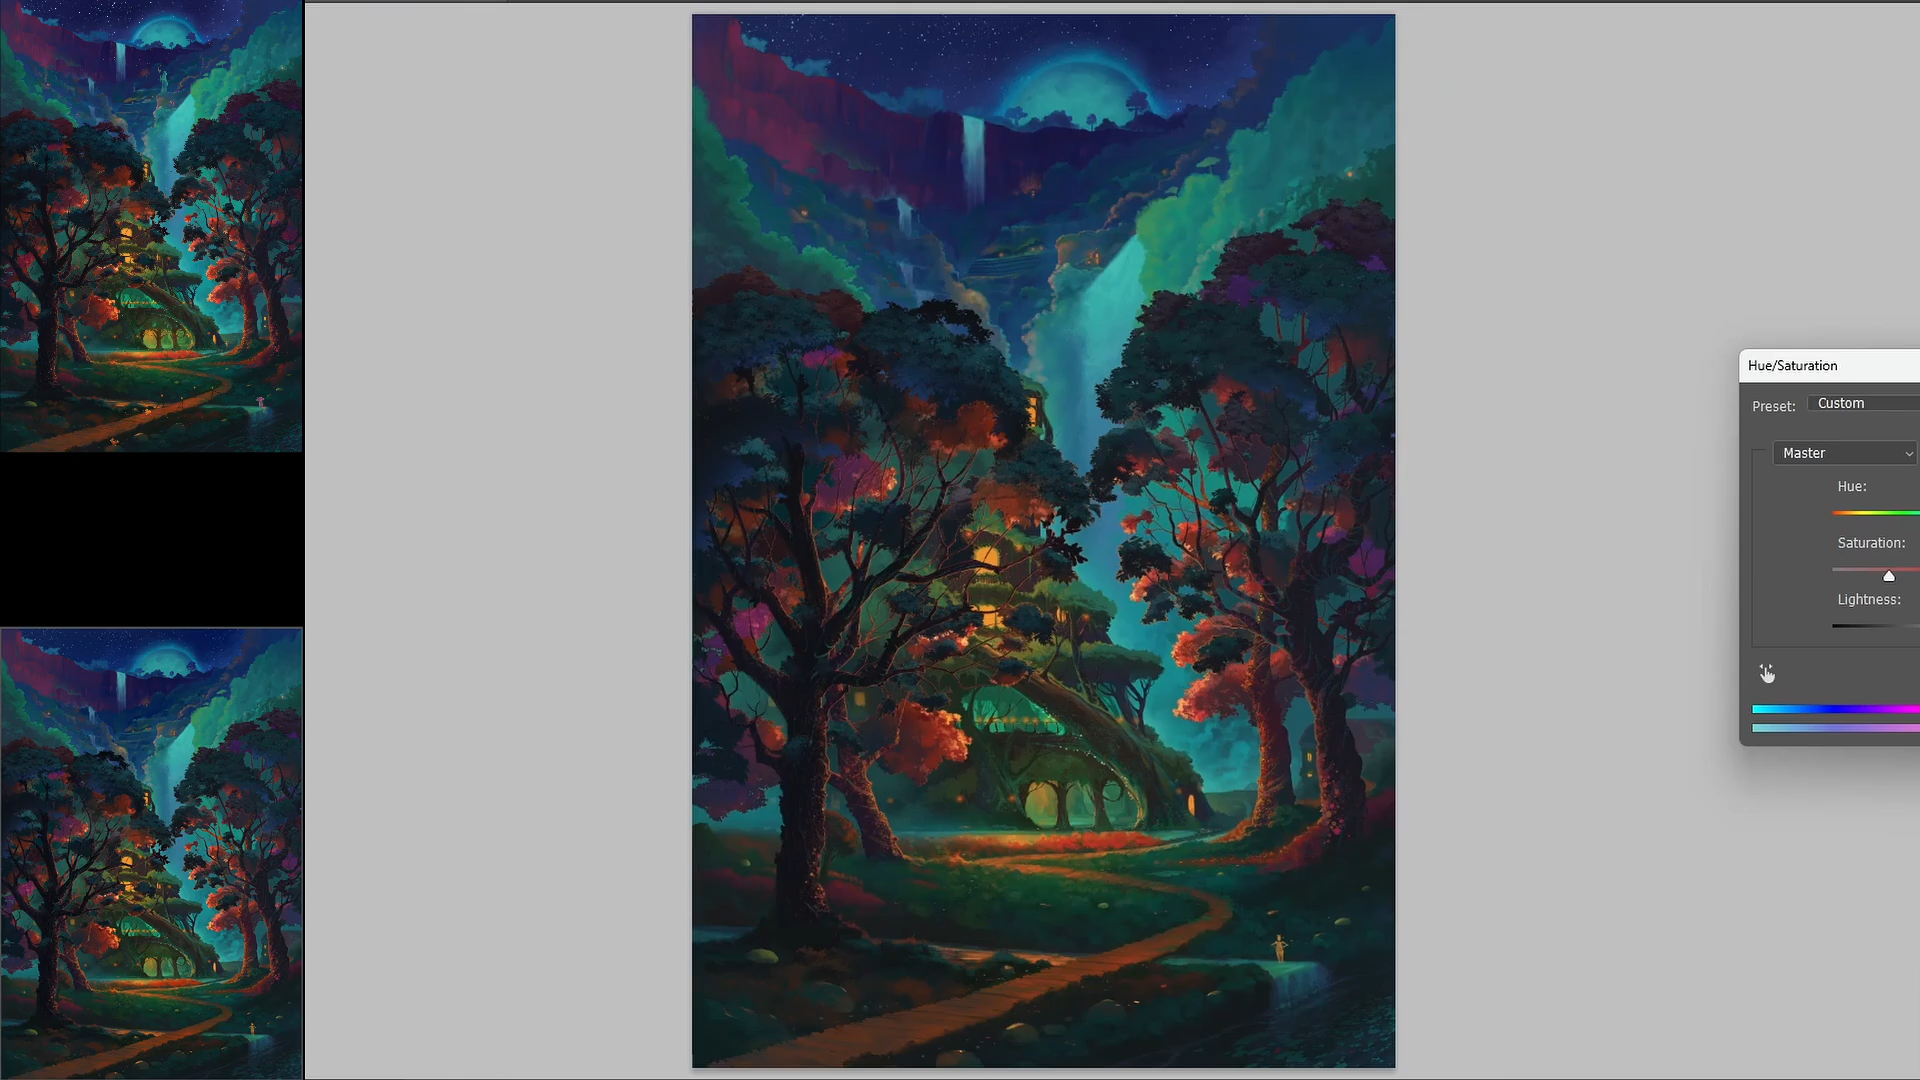 Hue/Saturation
Preset: Custom
Master
Hue:
Saturation:
Lightness: